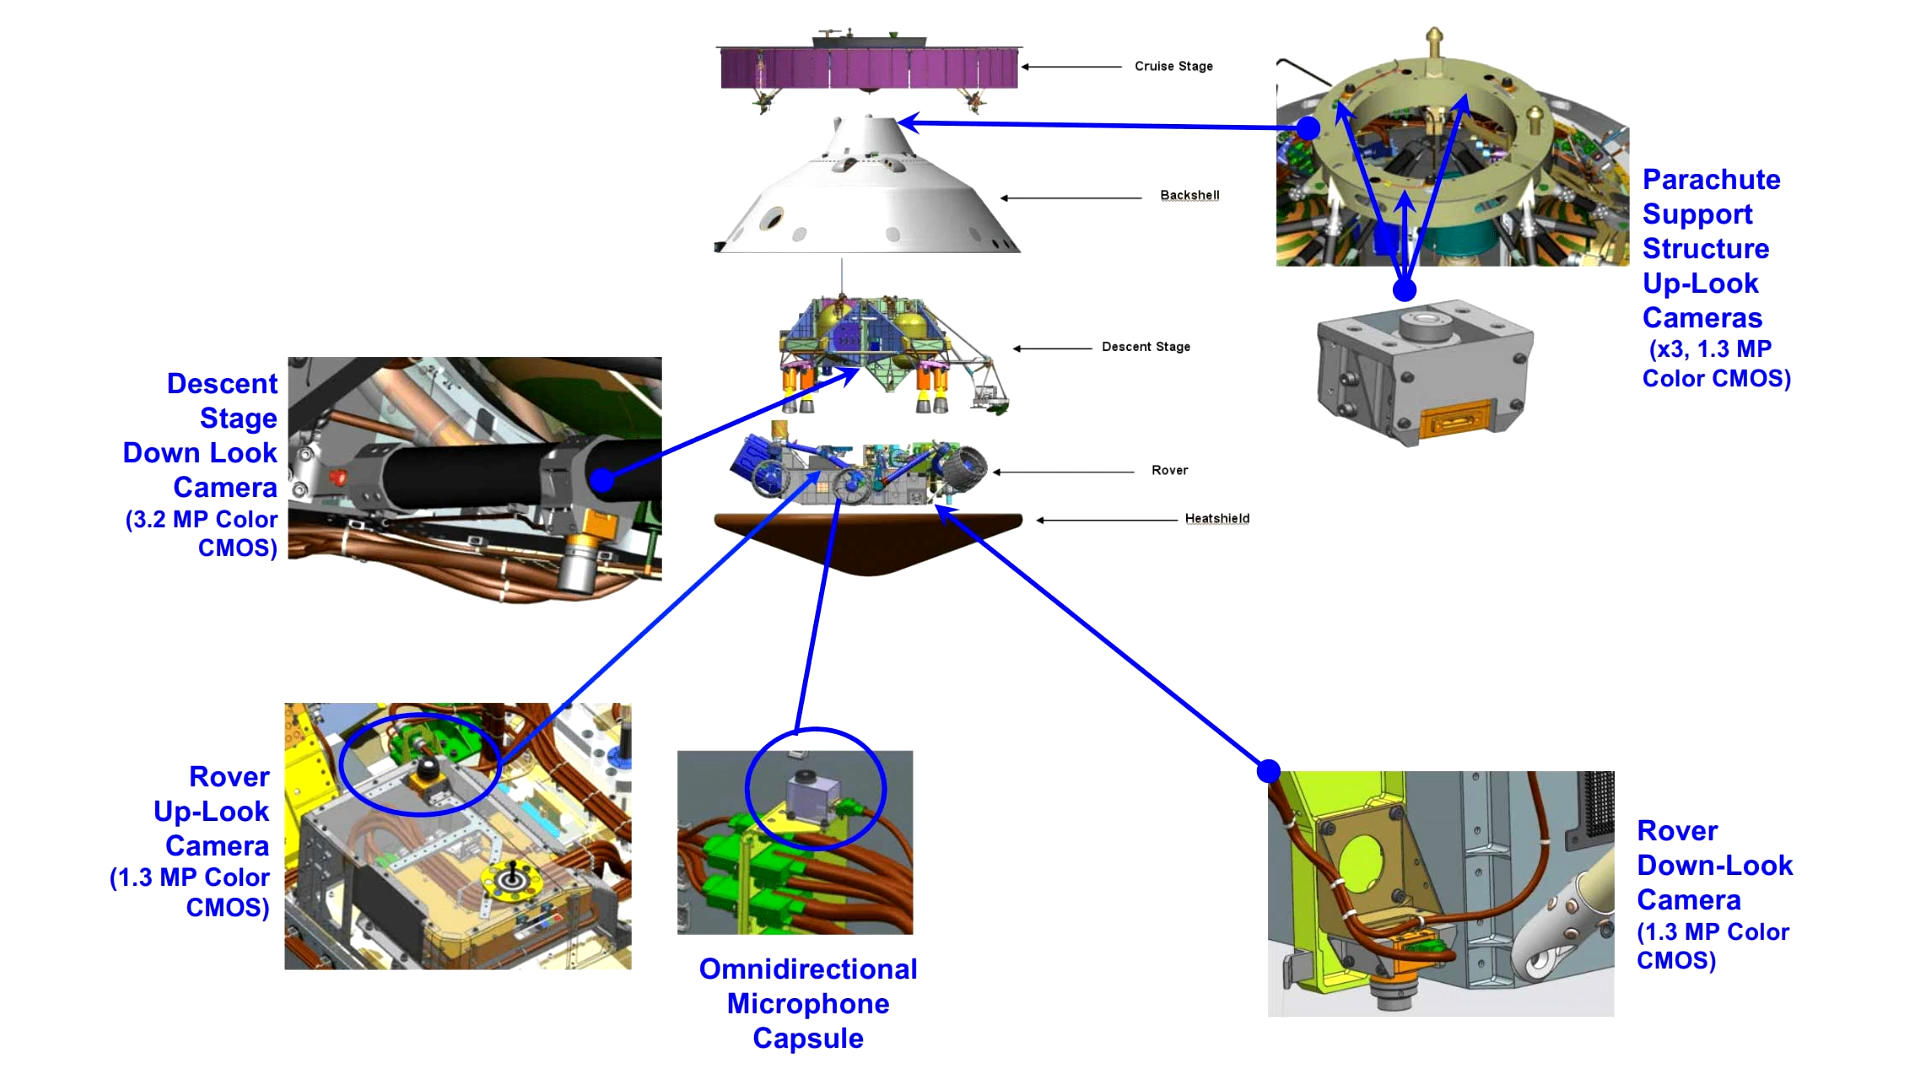 Cruise Stage
Backshell
Descent Stage
Rover
Heatshield
Parachute
Support
Structure
Up-Look
Cameras
(x3, 1.3 MP
Color CMOS)
Descent
Stage
Down Look
Camera
(3.2 MP Color
CMOS)
Rover
Up-Look
Camera
(1.3 MP Color
CMOS)
Omnidirectional
Microphone
Capsule
Rover
Down-Look
Camera
(1.3 MP Color
CMOS)